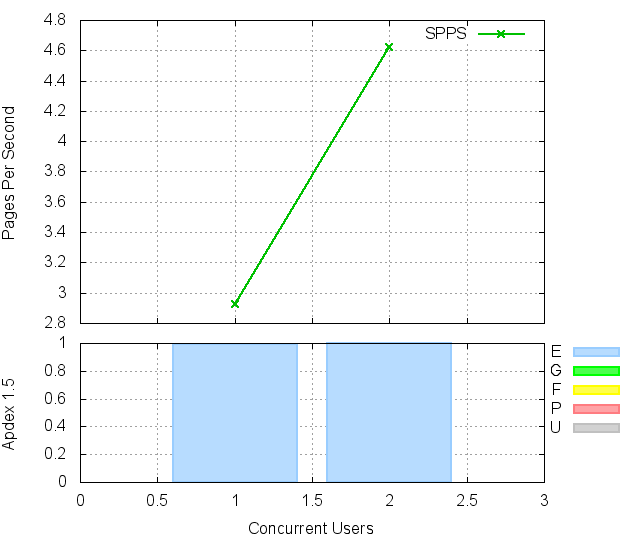 4.8
SPPS
4.6
4.4
4.2
4
3.8
3.6
3.4
3.2
3
2.8
Pages Per Second
1
0.8
0.6
0.4
0.2
0
Apdex 1.5
E
G
F
P
U
0 0.5 1 1.5 2 2.5 3
Concurrent Users